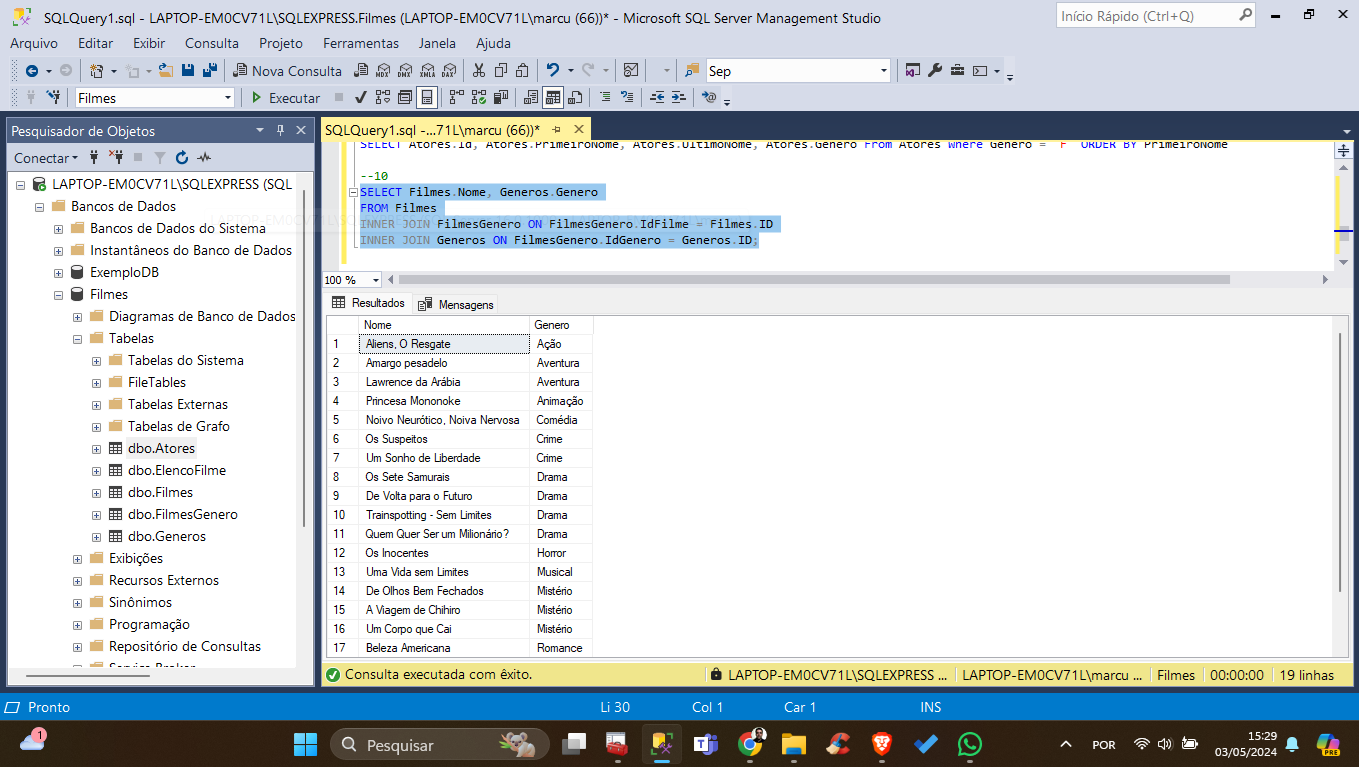 SQLQuery1.sql - LAPTOP-EM0CV71L\SQLEXPRESS.Filmes (LAPTOP-EM0CV71L\marcu (66))* - Microsoft SQL Server Management Studio
Início Rápido (Ctrl+Q)
Arquivo Editar Exibir Consulta Projeto Ferramentas Janela Ajuda
Nova Consulta
MDX DMX XMLA DAX
Sep
Filmes
Executar
Pesquisador de Objetos
Conectar
LAPTOP-EM0CV71L\SQLEXPRESS (SQL
Bancos de Dados
Bancos de Dados do Sistema
Instantâneos do Banco de Dados
ExemploDB
Filmes
Diagramas de Banco de Dados
Tabelas
Tabelas do Sistema
FileTables
Tabelas Externas
Tabelas de Grafo
dbo.Atores
dbo.ElencoFilme
dbo.Filmes
dbo.FilmesGenero
dbo.Generos
Exibições
Recursos Externos
Sinônimos
Programação
Repositório de Consultas
Service Broker
SQLQuery1.sql -...71L\marcu (66))*
SELECT Atores.Id, Atores.PrimeiroNome, Atores.UltimoNome, Atores.Genero From Atores Where Genero = 'F' ORDER BY PrimeiroNome
--10
SELECT Filmes.Nome, Generos.Genero
FROM Filmes
INNER JOIN FilmesGenero ON FilmesGenero.IdFilme = Filmes.ID
INNER JOIN Generos ON FilmesGenero.IdGenero = Generos.ID;
100 %
Resultados Mensagens
Nome Genero
1 Aliens, O Resgate Ação
2 Amargo pesadelo Aventura
3 Lawrence da Arábia Aventura
4 Princesa Mononoke Animação
5 Noivo Neurótico, Noiva Nervosa Comédia
6 Os Suspeitos Crime
7 Um Sonho de Liberdade Crime
8 Os Sete Samurais Drama
9 De Volta para o Futuro Drama
10 Trainspotting - Sem Limites Drama
11 Quem Quer Ser um Milionário? Drama
12 Os Inocentes Horror
13 Uma Vida sem Limites Musical
14 De Olhos Bem Fechados Mistério
15 A Viagem de Chihiro Mistério
16 Um Corpo que Cai Mistério
17 Beleza Americana Romance
Consulta executada com êxito.
LAPTOP-EM0CV71L\SQLEXPRESS ... LAPTOP-EM0CV71L\marcu ... Filmes 00:00:00 19 linhas
Pronto Li 30 Col 1 Car 1 INS
1
Pesquisar
POR
15:29
03/05/2024
PRE